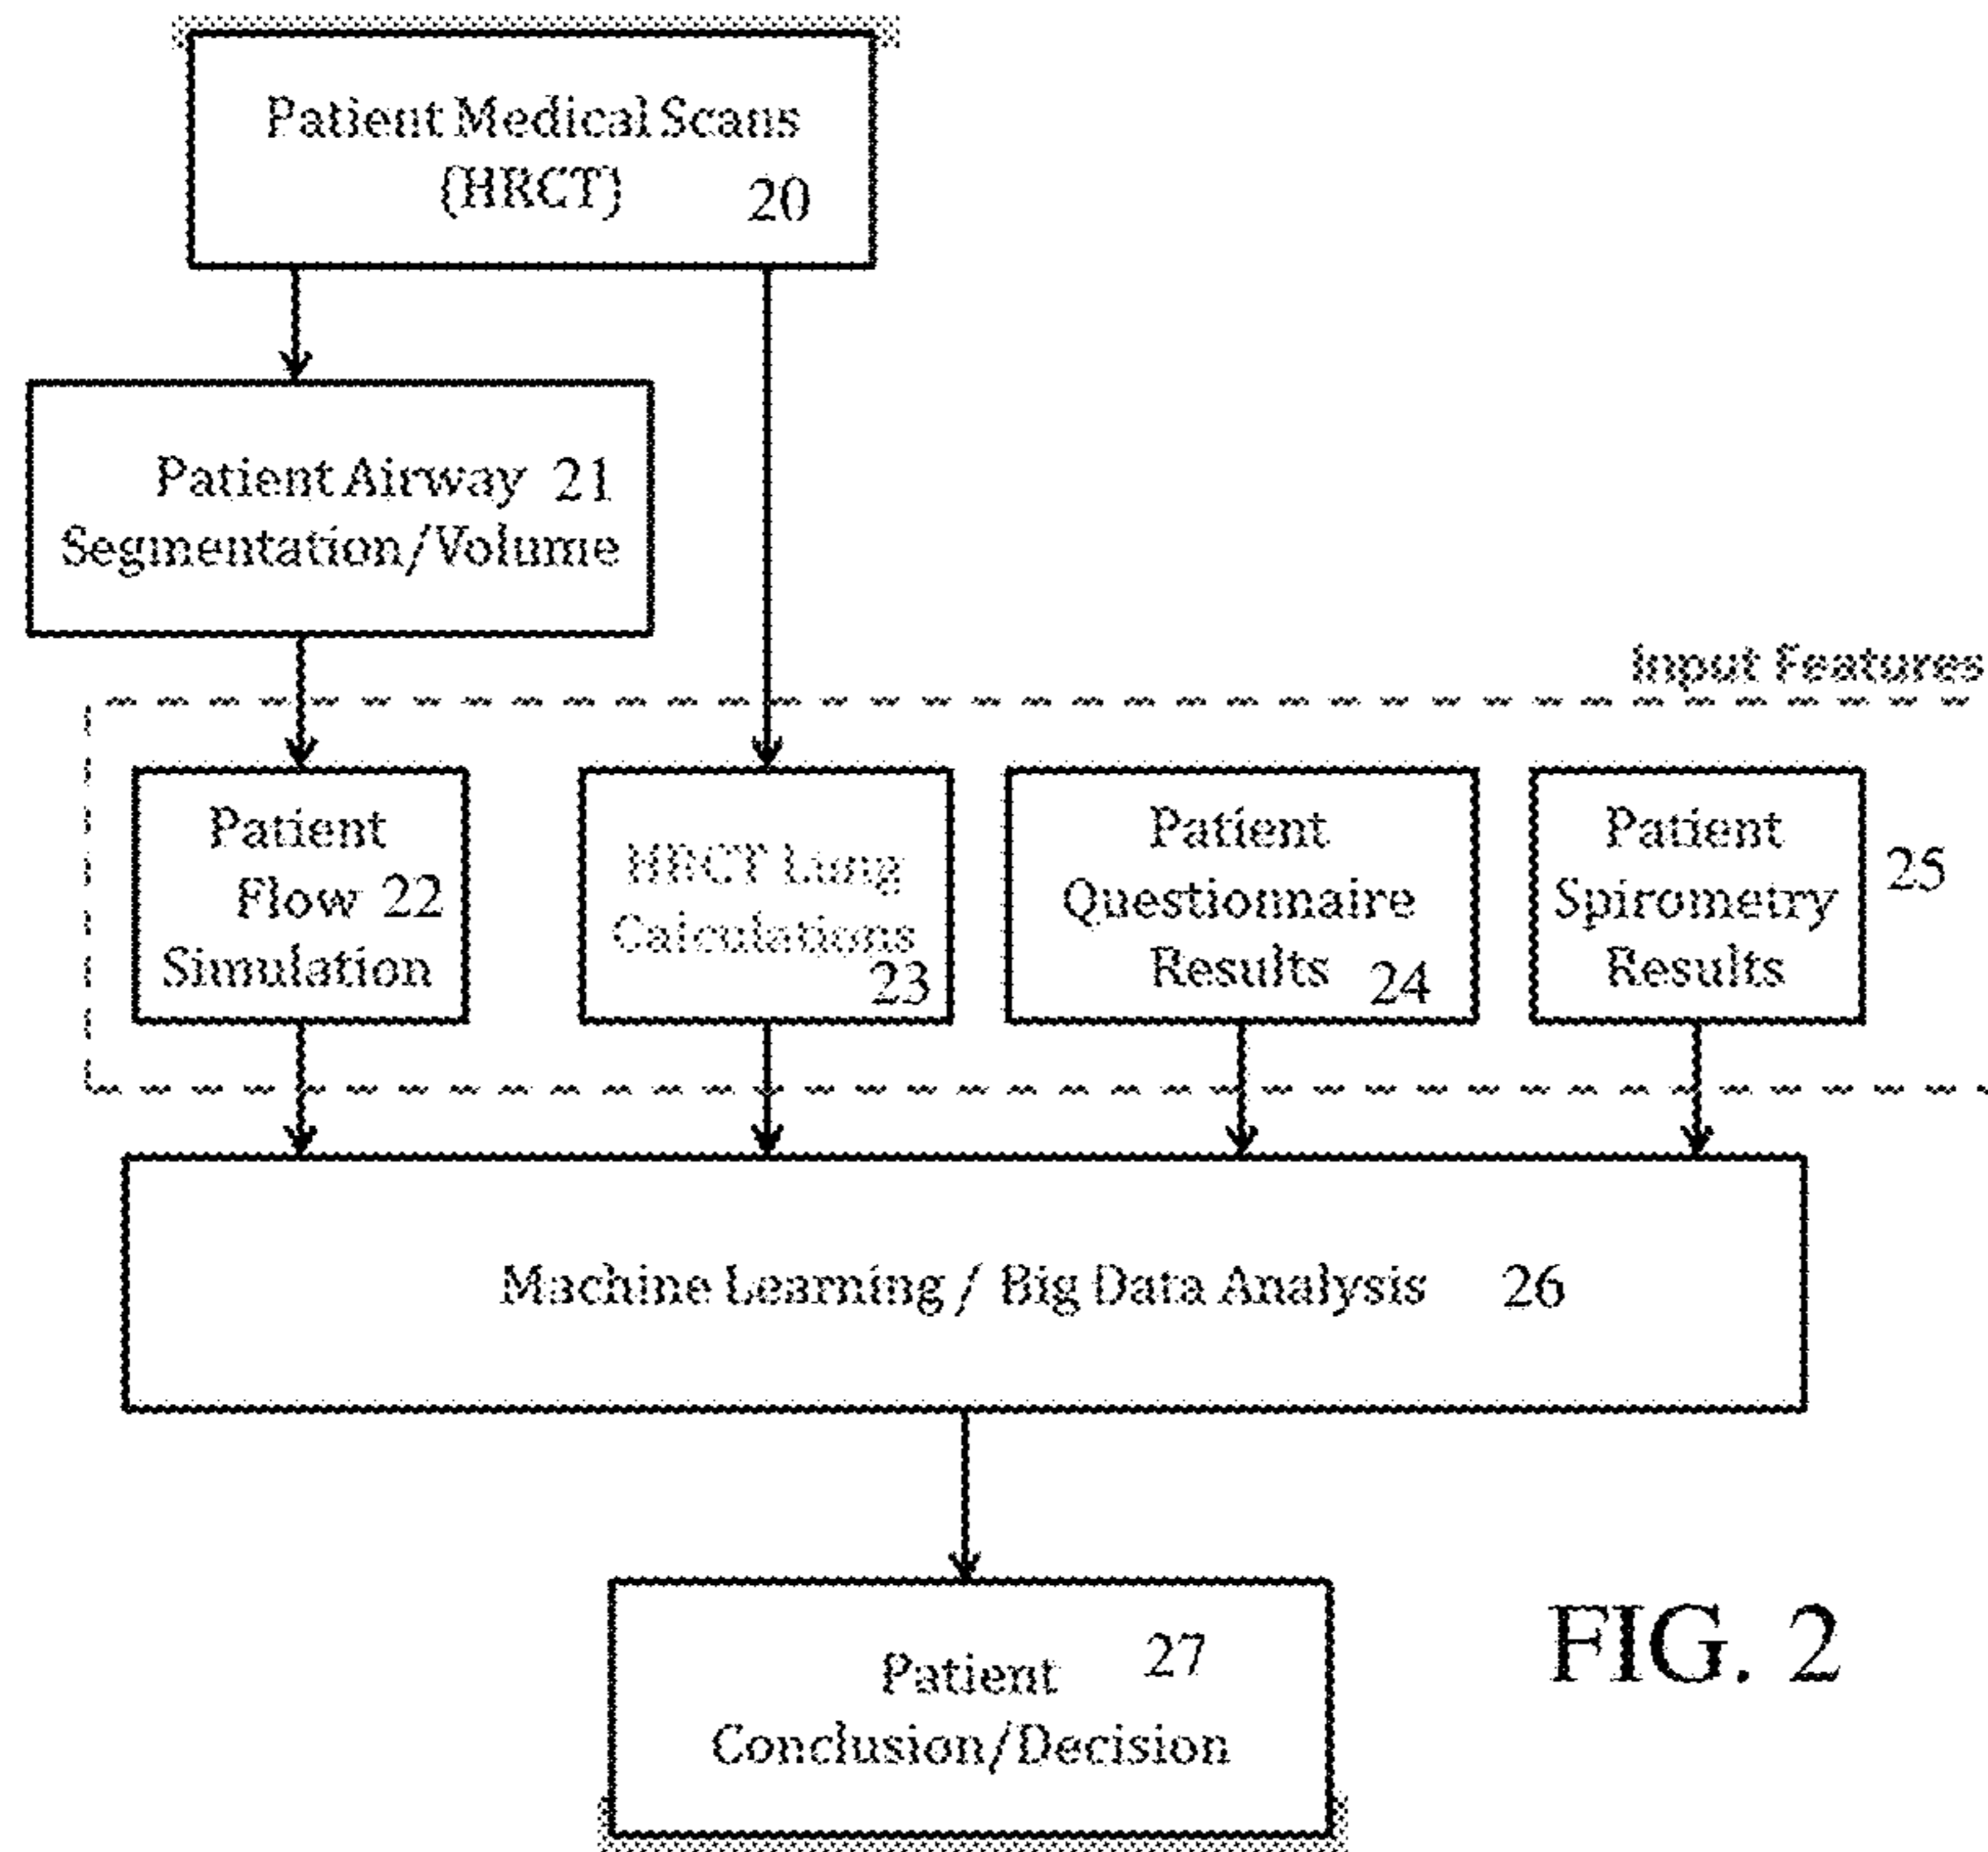 Patient Medical Scans
(HRCT) 20
Patient Airway 21
Segmentation/Volume
Input Features
Patient
Flow 22
Simulation
HRCT Lung
Calculations
23
Patient
Questionnaire
Results 24
Patient
Spirometry
Results
25
Machine Learning / Big Data Analysis 26
Patient 27
Conclusion/Decision
FIG. 2